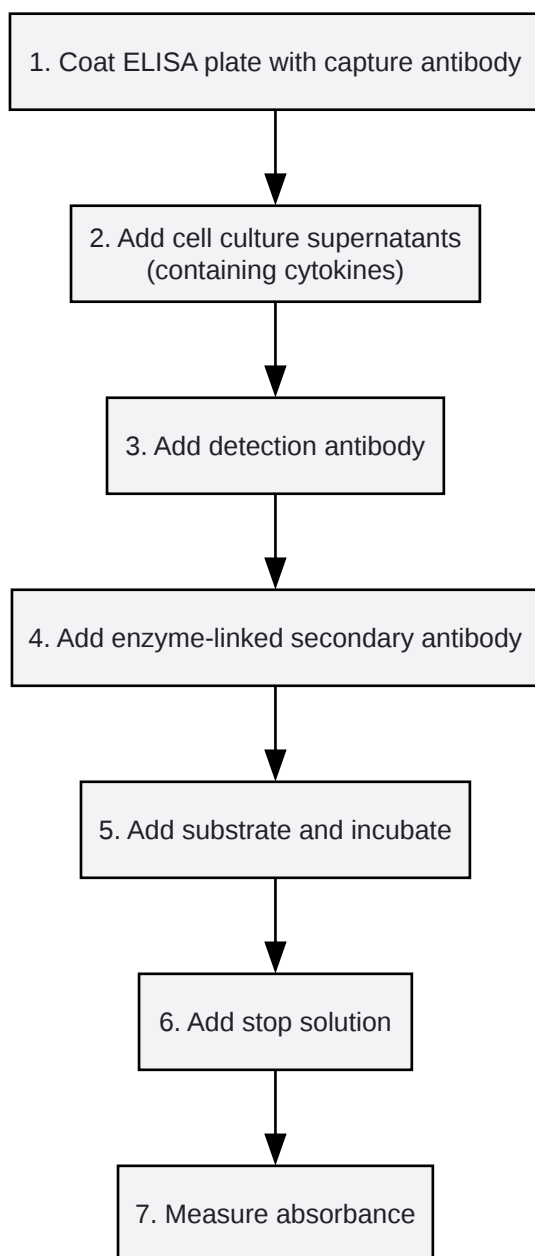 1. Coat ELISA plate with capture antibody
2. Add cell culture supernatants
(containing cytokines)
3. Add detection antibody
4. Add enzyme-linked secondary antibody
5. Add substrate and incubate
6. Add stop solution
7. Measure absorbance